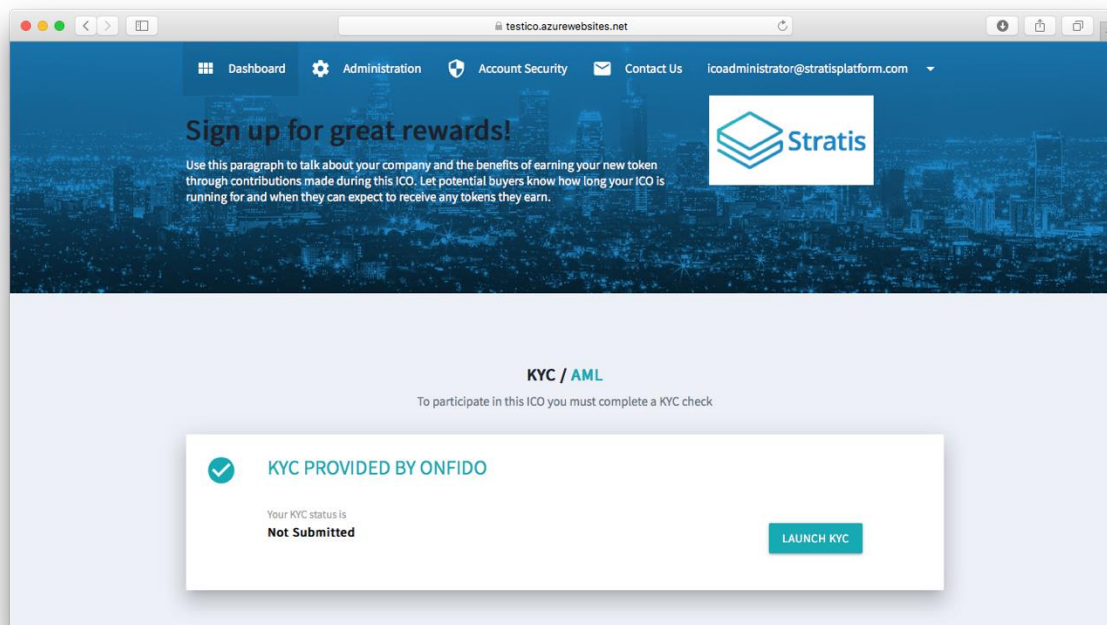 testico.azurewebsites.net
Dashboard Administration Account Security Contact Us icoadministrator@stratisplatform.com
Sign up for great rewards!
Stratis
Use this paragraph to talk about your company and the benefits of earning your new token
through contributions made during this ICO. Let potential buyers know how long your ICO is
running for and when they can expect to receive any tokens they earn.
KYC / AML
To participate in this ICO you must complete a KYC check
KYC PROVIDED BY ONFIDO
Your KYC status is
Not Submitted
LAUNCH KYC